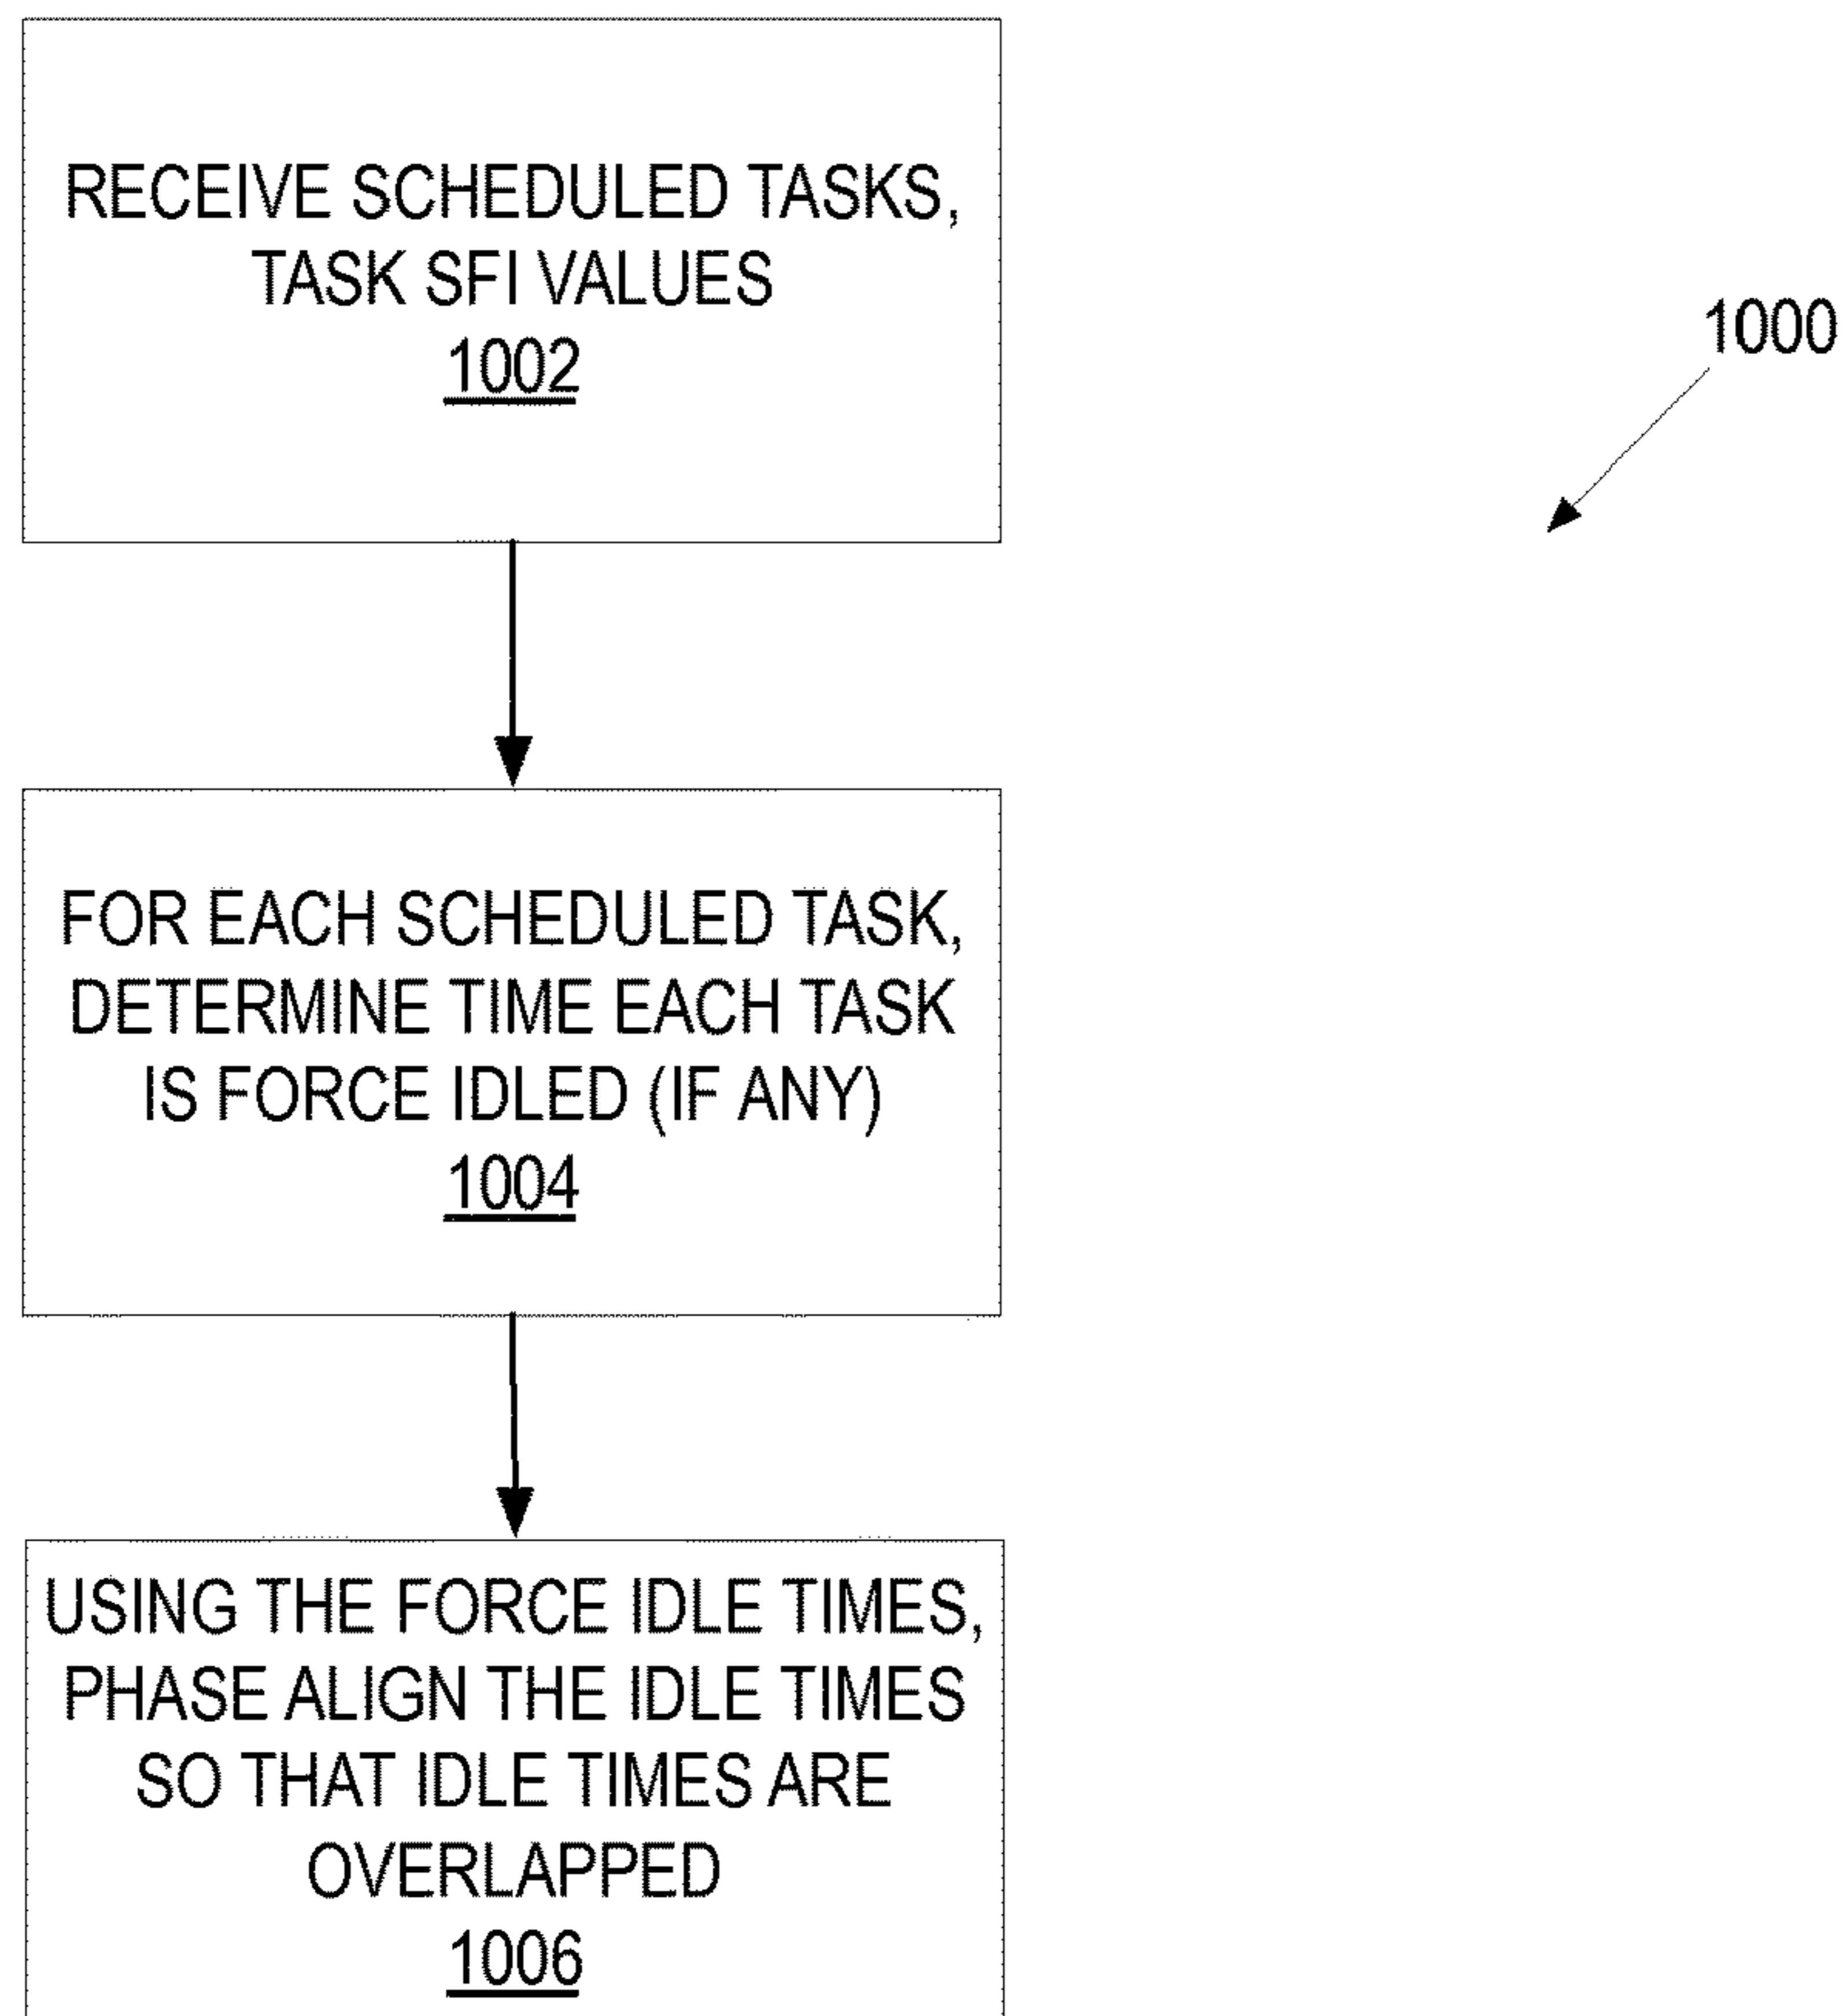 RECEIVE SCHEDULED TASKS,
TASK SFI VALUES
1002
1000
FOR EACH SCHEDULED TASK,
DETERMINE TIME EACH TASK
IS FORCE IDLED (IF ANY)
1004
USING THE FORCE IDLE TIMES,
PHASE ALIGN THE IDLE TIMES
SO THAT IDLE TIMES ARE
OVERLAPPED
1006